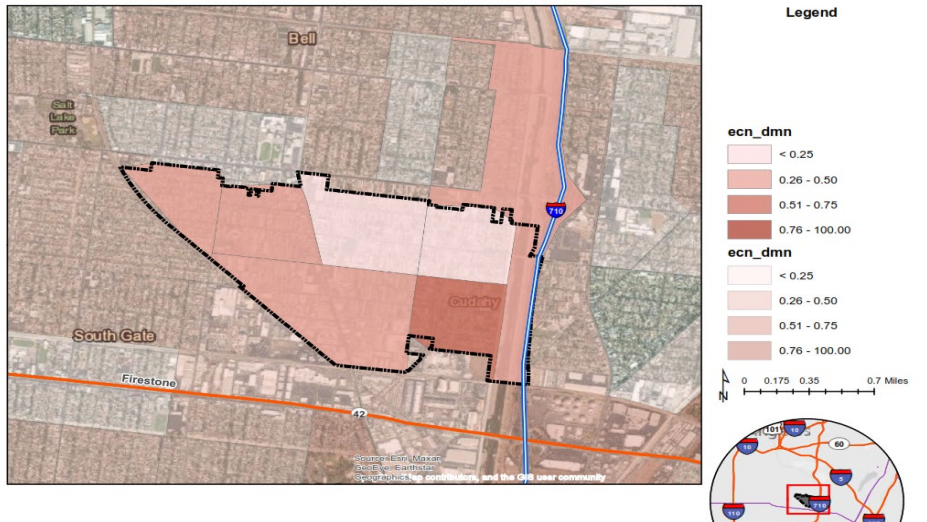 Legend
Bell
Salt
Lake
Park
ecn_dmn
< 0.25
0.26 - 0.50
0.51 - 0.75
0.76 - 100.00
710
ecn_dmn
< 0.25
0.26 - 0.50
0.51 - 0.75
0.76 - 100.00
Cudahy
South Gate
Firestone
42
N
0 0.175 0.35 0.7 Miles
Source: Esri, Maxar,
GeoEye, Earthstar
Geographics
contributors, and the GIS user community
101
10
10
60
5
710
110